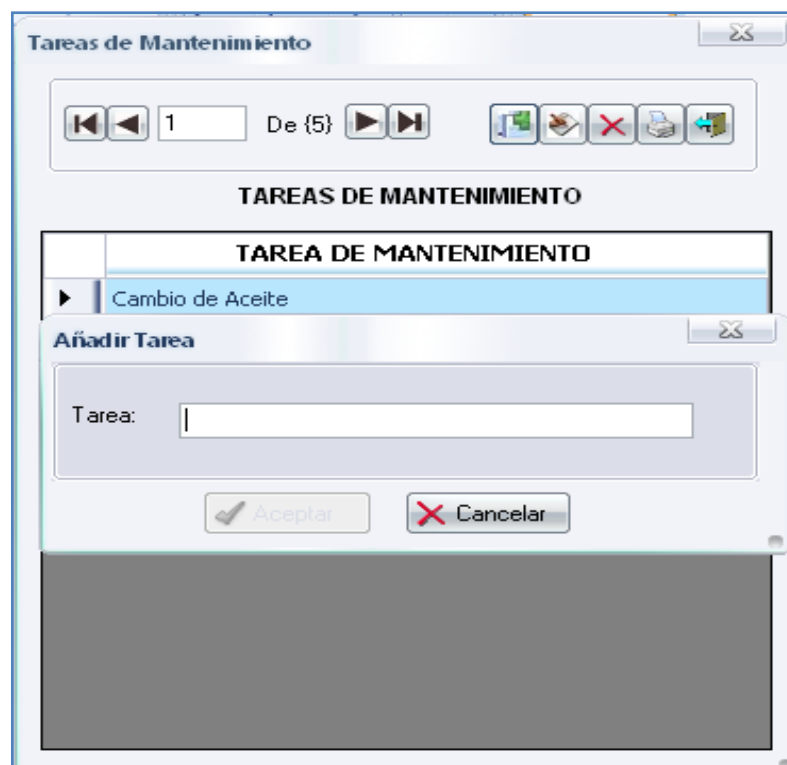 Tareas de Mantenimiento
1 De {5}
TAREAS DE MANTENIMIENTO
TAREA DE MANTENIMIENTO
Cambio de Aceite
Añadir Tarea
Tarea:
Aceptar Cancelar